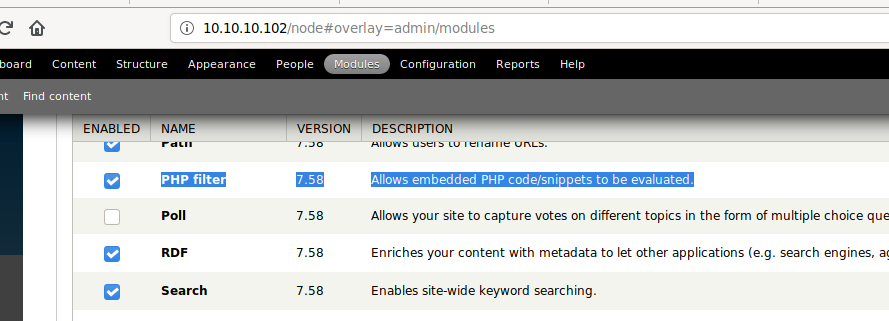 10.10.10.102/node#overlay=admin/modules
board Content Structure Appearance People Modules Configuration Reports Help
nt Find content
ENABLED NAME VERSION DESCRIPTION
Path 7.58 Allows users to rename URLs.
PHP filter 7.58 Allows embedded PHP code/snippets to be evaluated.
Poll 7.58 Allows your site to capture votes on different topics in the form of multiple choice que
RDF 7.58 Enriches your content with metadata to let other applications (e.g. search engines, ag
Search 7.58 Enables site-wide keyword searching.